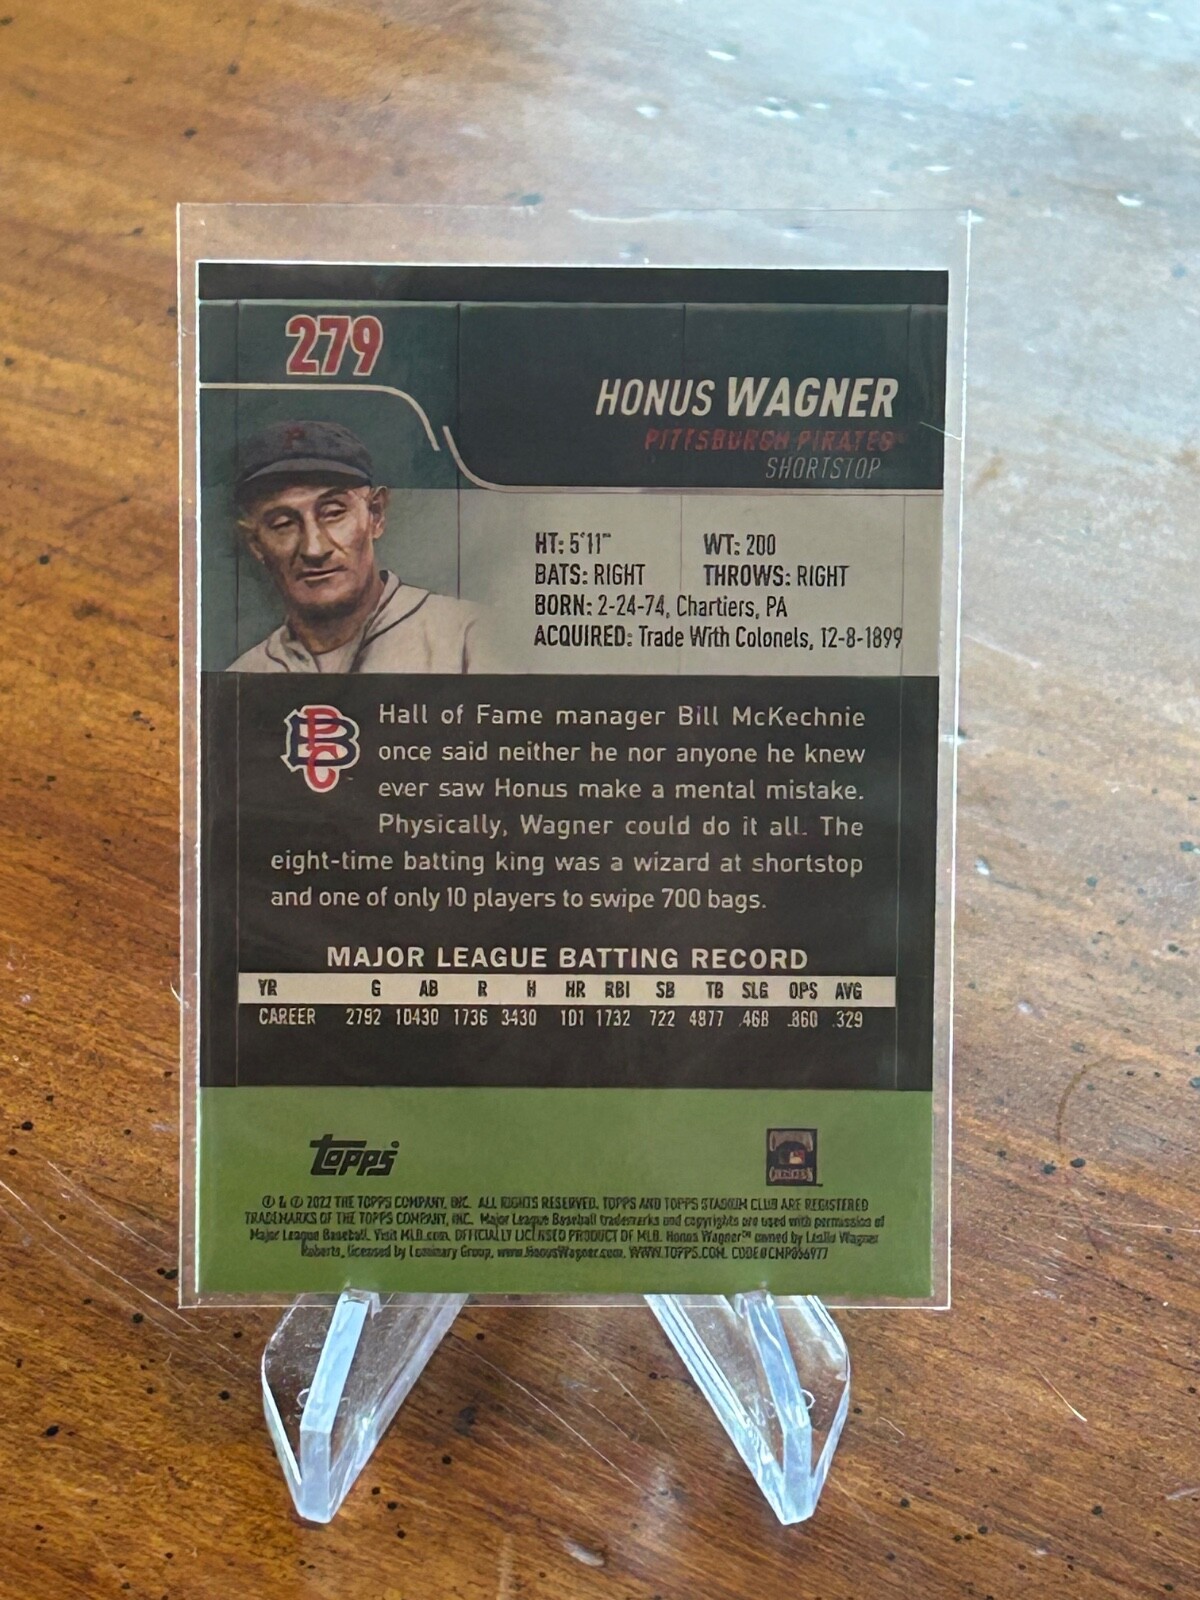 279
HONUS WAGNER
PITTSBURGH PIRATES
SHORTSTOP
HT: 5'11" WT: 200
BATS: RIGHT THROWS: RIGHT
BORN: 2-24-74, Chartiers, PA
ACQUIRED: Trade With Colonels, 12-8-1899
P
PBC
Hall of Fame manager Bill McKechnie
once said neither he nor anyone he knew
ever saw Honus make a mental mistake.
Physically, Wagner could do it all. The
eight-time batting king was a wizard at shortstop
and one of only 10 players to swipe 700 bags.
MAJOR LEAGUE BATTING RECORD
YR G AB R H HR RBI SB TB SLG OPS AVG
CAREER 2792 10430 1736 3430 101 1732 722 4877 .468 .860 .329
Topps
® & © 2022 THE TOPPS COMPANY, INC. ALL RIGHTS RESERVED. TOPPS AND TOPPS STADIUM CLUB ARE REGISTERED
TRADEMARKS OF THE TOPPS COMPANY, INC. Major League Baseball trademarks and copyrights are used with permission of
Major League Baseball. Visit MLB.com. OFFICIALLY LICENSED PRODUCT OF MLB. Honus Wagner™ owned by Leslie Wagner
Roberts, licensed by Luminary Group, www.HonusWagner.com. WWW.TOPPS.COM. CODE#CMP056977